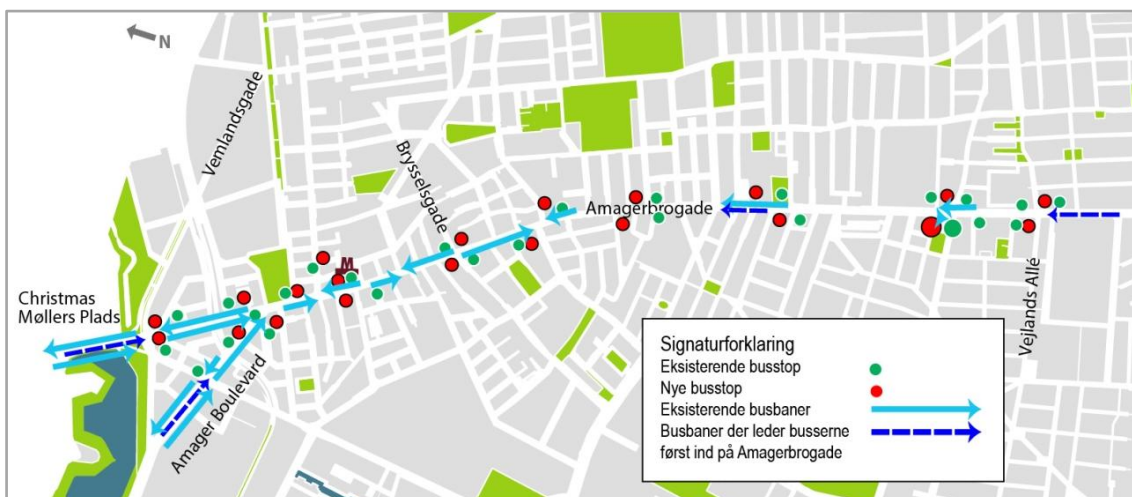 N
Vemlandsgade
Brysselsgade
Amagerbrogade
M
Christmas
Møllers Plads
Amager Boulevard
Vejlands Allé
Signaturforklaring
Eksisterende busstop
Nye busstop
Eksisterende busbaner
Busbaner der leder busserne
først ind på Amagerbrogade